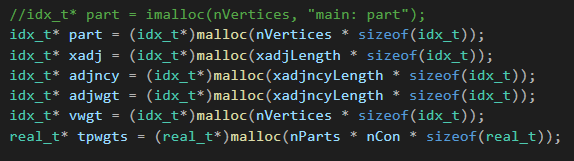 //idx_t* part = imalloc(nVertices, "main: part");
idx_t* part = (idx_t*)malloc(nVertices * sizeof(idx_t));
idx_t* xadj = (idx_t*)malloc(xadjLength * sizeof(idx_t));
idx_t* adjncy = (idx_t*)malloc(xadjncyLength * sizeof(idx_t));
idx_t* adjwgt = (idx_t*)malloc(xadjncyLength * sizeof(idx_t));
idx_t* vwgt = (idx_t*)malloc(nVertices * sizeof(idx_t));
real_t* tpwgts = (real_t*)malloc(nParts * nCon * sizeof(real_t));